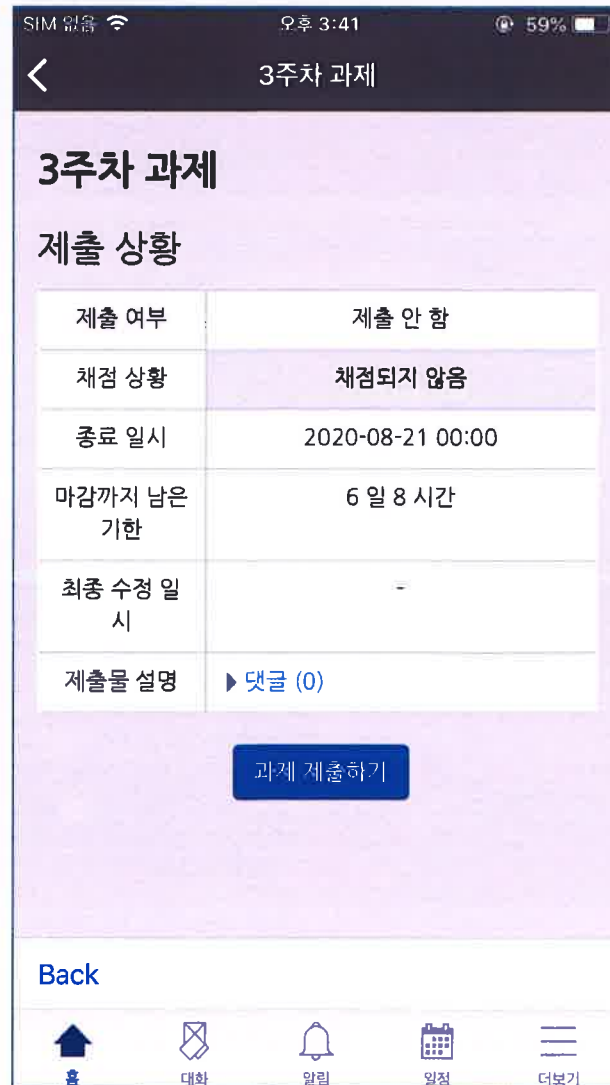 SIM 없음 오후 3:41 59%
3주차 과제
3주차 과제
제출 상황
제출 여부 제출 안 함
채점 상황 채점되지 않음
종료 일시 2020-08-21 00:00
마감까지 남은 6 일 8 시간
기한
최종 수정 일 -
시
제출물 설명 ▶ 댓글 (0)
과제 제출하기
Back
홈 대화 알림 일정 더보기